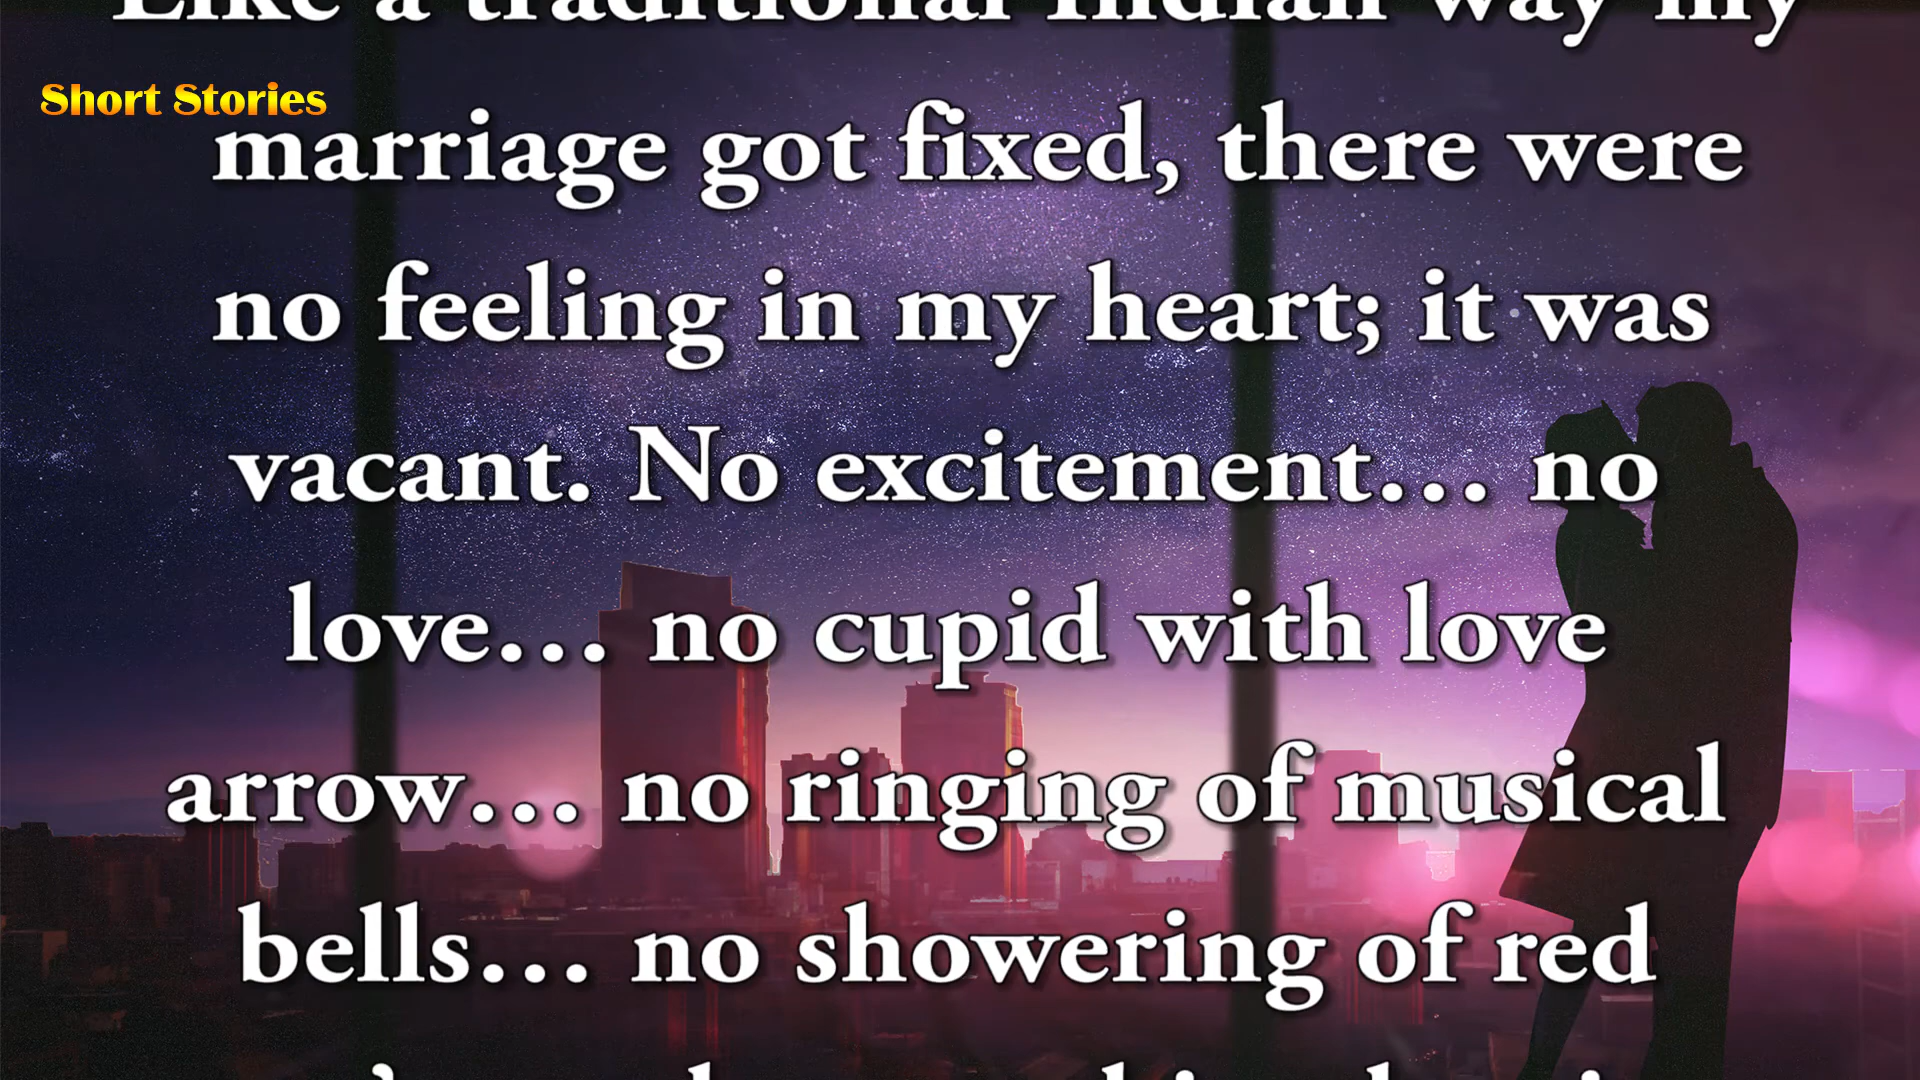 Like a traditional Indian way my
Short Stories
marriage got fixed, there were
no feeling in my heart; it was
vacant. No excitement… no
love… no cupid with love
arrow… no ringing of musical
bells… no showering of red